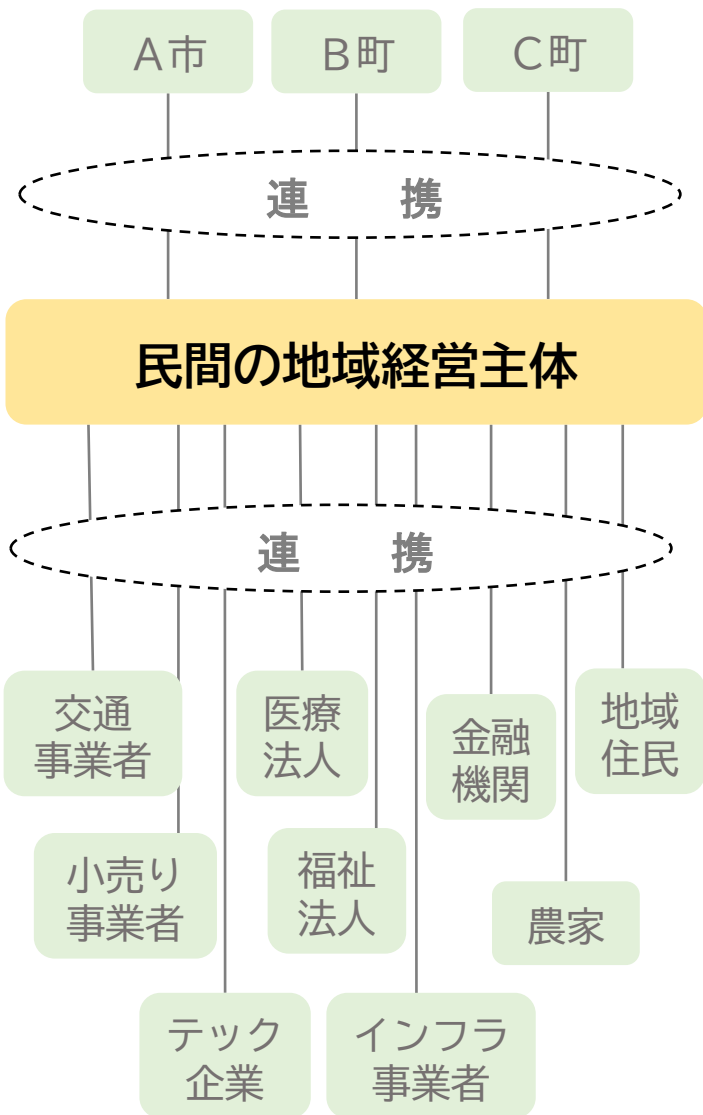 A市
B町
C町
連　携
民間の地域経営主体
連　携
交通
事業者
医療
法人
金融
機関
地域
住民
小売り
事業者
福祉
法人
農家
テック
企業
インフラ
事業者